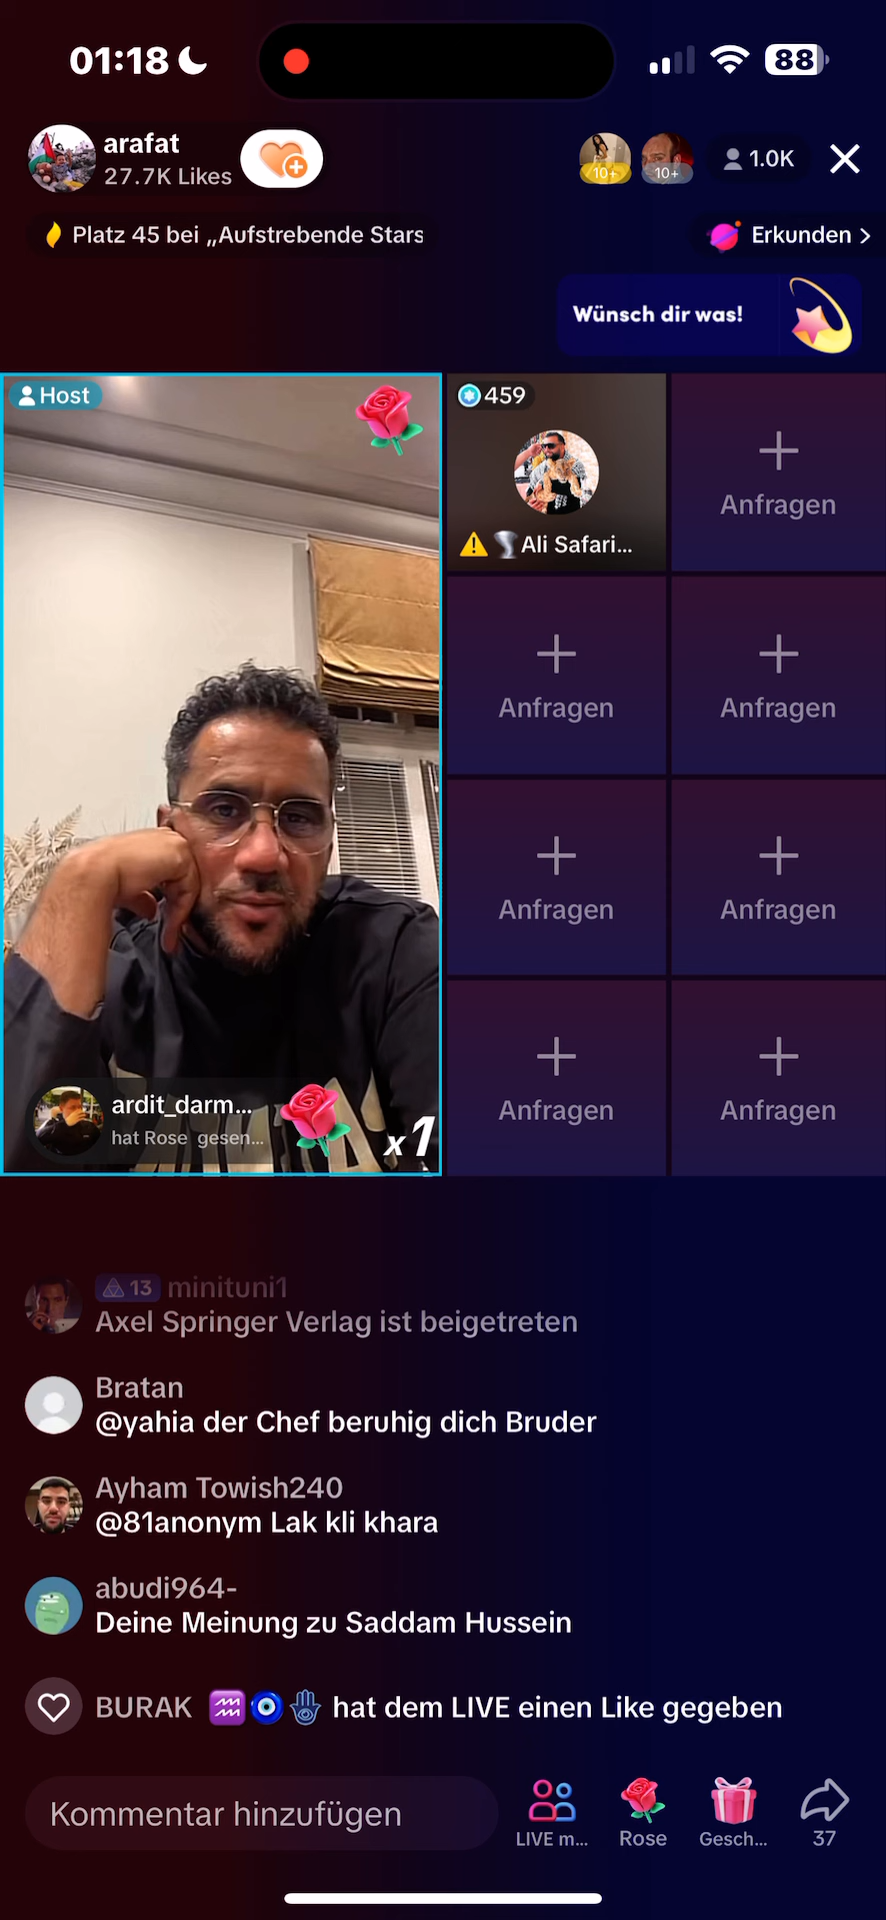 01:18
88
arafat
27.7K Likes
10+
10+
1.0K
Platz 45 bei „Aufstrebende Stars
Erkunden >
Wünsch dir was!
Host
459
Ali Safari...
Anfragen
Anfragen
Anfragen
Anfragen
Anfragen
Anfragen
Anfragen
ardit_darm...
hat Rose gesen...
x1
13 minituni1
Axel Springer Verlag ist beigetreten
Bratan
@yahia der Chef beruhig dich Bruder
Ayham Towish240
@81anonym Lak kli khara
abudi964-
Deine Meinung zu Saddam Hussein
BURAK ♒🧿🪬 hat dem LIVE einen Like gegeben
Kommentar hinzufügen
LIVE m...
Rose
Gesch...
37